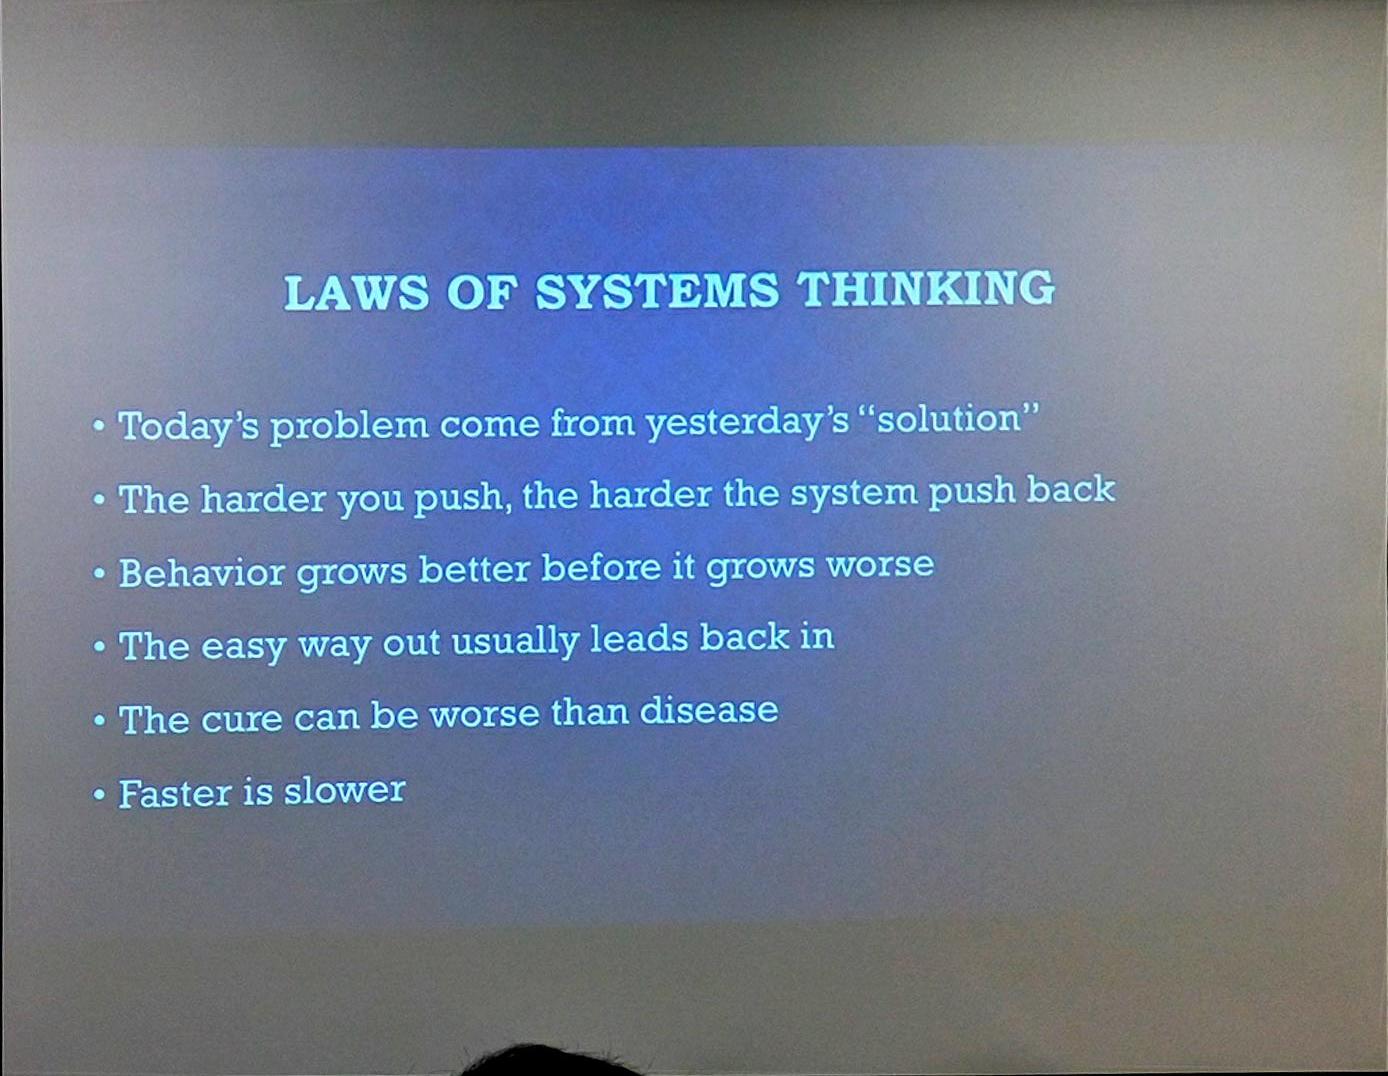 LAWS OF SYSTEMS THINKING
• Today’s problem come from yesterday’s “solution”
• The harder you push, the harder the system push back
• Behavior grows better before it grows worse
• The easy way out usually leads back in
• The cure can be worse than disease
• Faster is slower